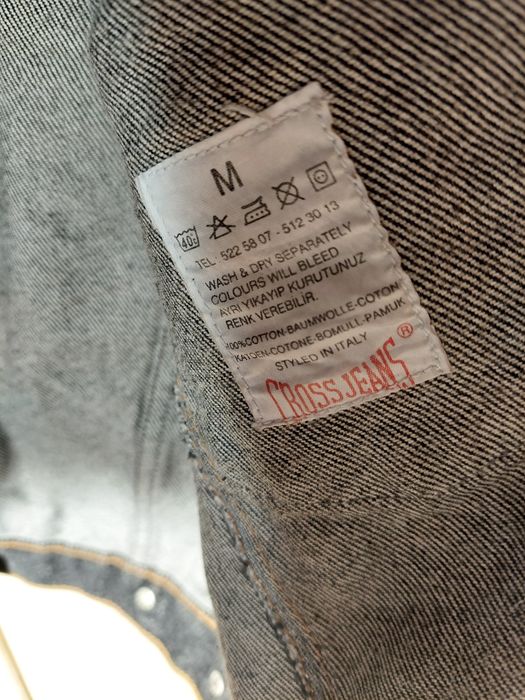 M
40
TEL: 522 58 07 - 512 30 13
WASH & DRY SEPARATELY
COLOURS WILL BLEED
AYRI YIKAYIP KURUTUNUZ
RENK VEREBİLİR.
100%COTTON-BAUMWOLLE-COTON
KATOEN-COTONE-BOMULL-PAMUK
STYLED IN ITALY
CROSS JEANS®